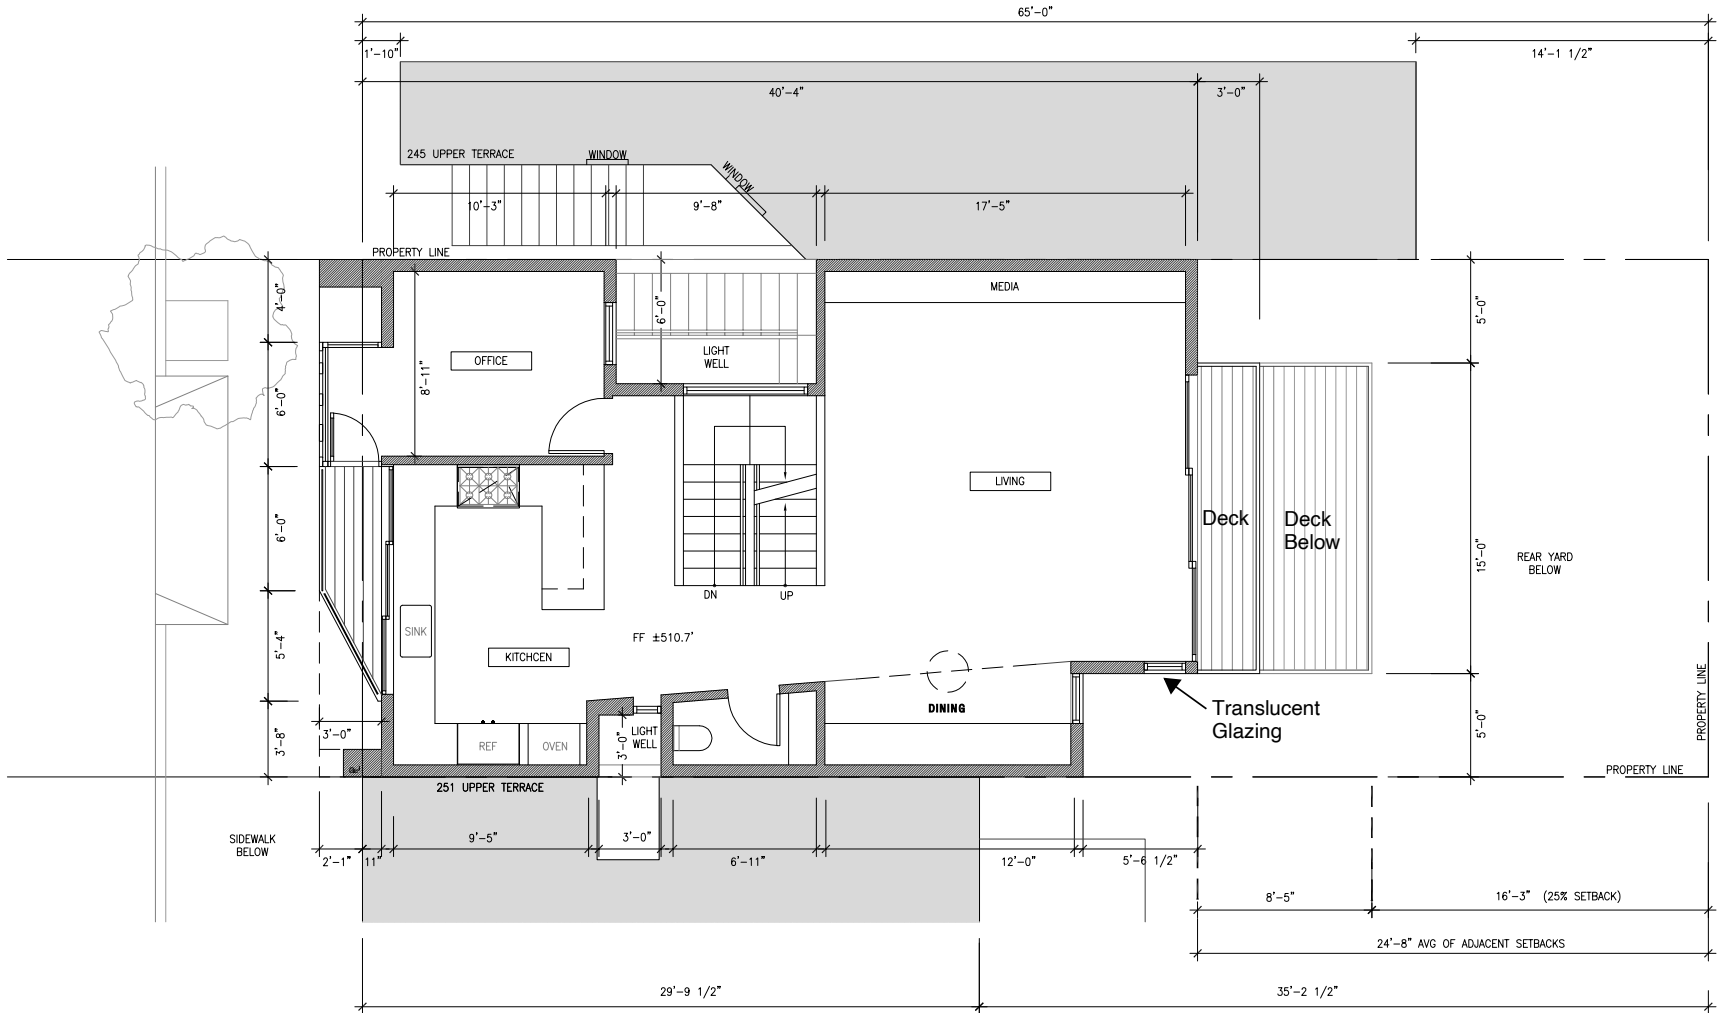 65'-0"
1'-10"
14'-1 1/2"
40'-4"
3'-0"
245 UPPER TERRACE
WINDOW
WINDOW
10'-3"
9'-8"
17'-5"
PROPERTY LINE
4'-0"
6'-0"
MEDIA
5'-0"
OFFICE
LIGHT
WELL
8'-11"
6'-0"
LIVING
Deck
Deck
Below
6'-0"
15'-0"
REAR YARD
BELOW
DN
UP
SINK
FF ±510.7'
5'-4"
KITCHCEN
DINING
Translucent
Glazing
PROPERTY LINE
3'-8"
3'-0"
REF
OVEN
3'-0"
LIGHT
WELL
5'-0"
PROPERTY LINE
251 UPPER TERRACE
SIDEWALK
BELOW
2'-1"
11"
9'-5"
3'-0"
6'-11"
12'-0"
5'-6 1/2"
8'-5"
16'-3" (25% SETBACK)
24'-8" AVG OF ADJACENT SETBACKS
29'-9 1/2"
35'-2 1/2"